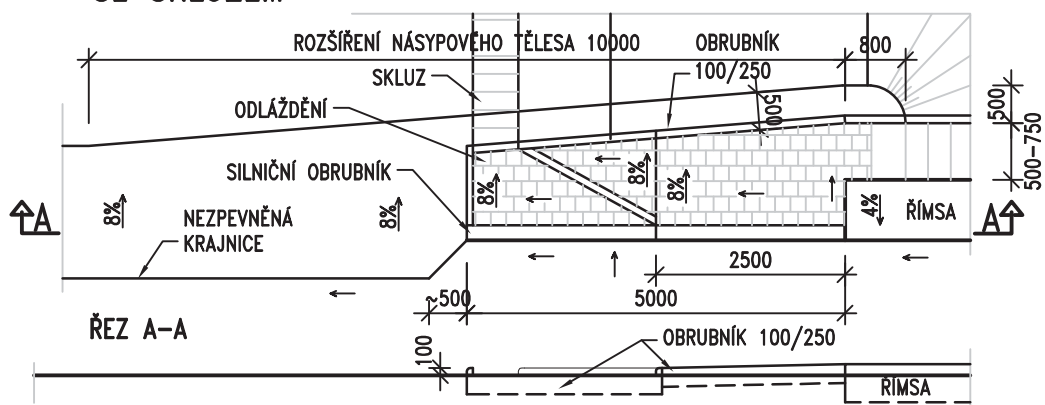 ROZŠÍŘENÍ NÁSYPOVÉHO TĚLESA 10000
OBRUBNÍK
100/250
800
SKLUZ
500
500
ODLÁŽDĚNÍ
500-750
SILNIČNÍ OBRUBNÍK
8%
8%
8%
8%
8%
4%
ŘÍMSA
A
A
NEZPEVNĚNÁ
KRAJNICE
2500
~500
5000
ŘEZ A-A
100
OBRUBNÍK 100/250
ŘÍMSA